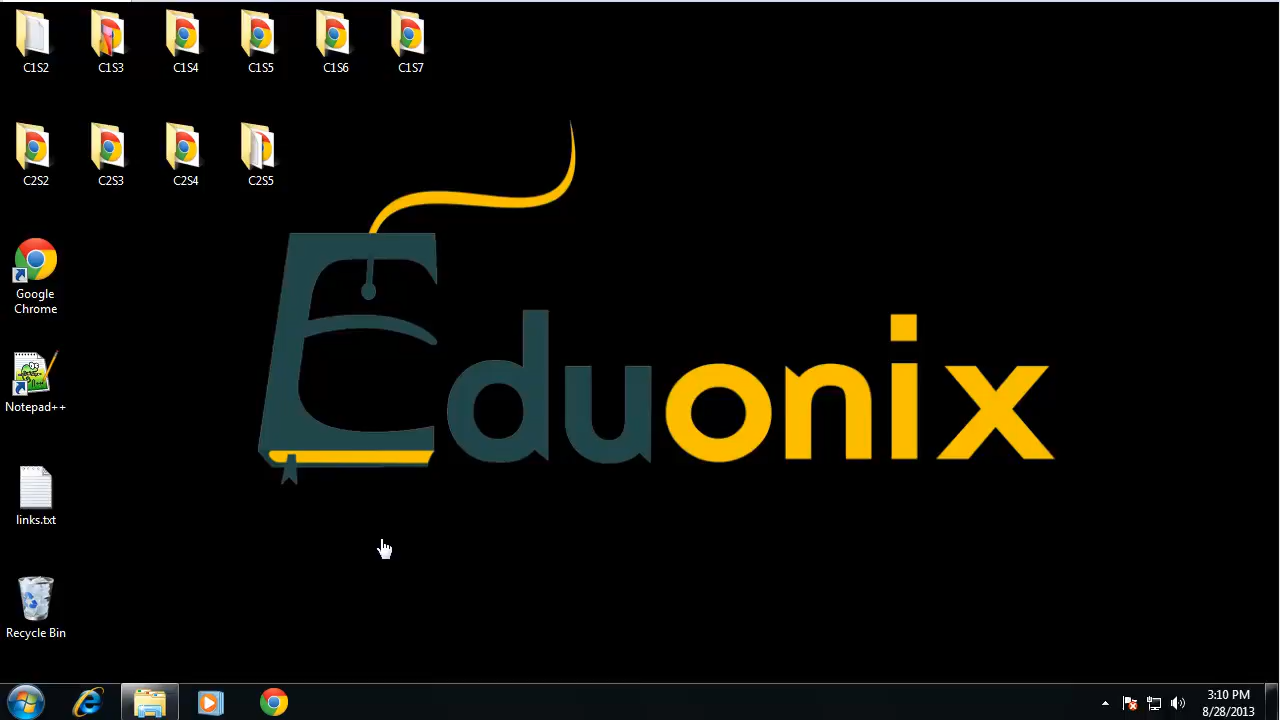 C1S2 C1S3 C1S4 C1S5 C1S6 C1S7
C2S2 C2S3 C2S4 C2S5
Google
Chrome
Notepad++
links.txt
Recycle Bin
Eduonix
3:10 PM
8/28/2013